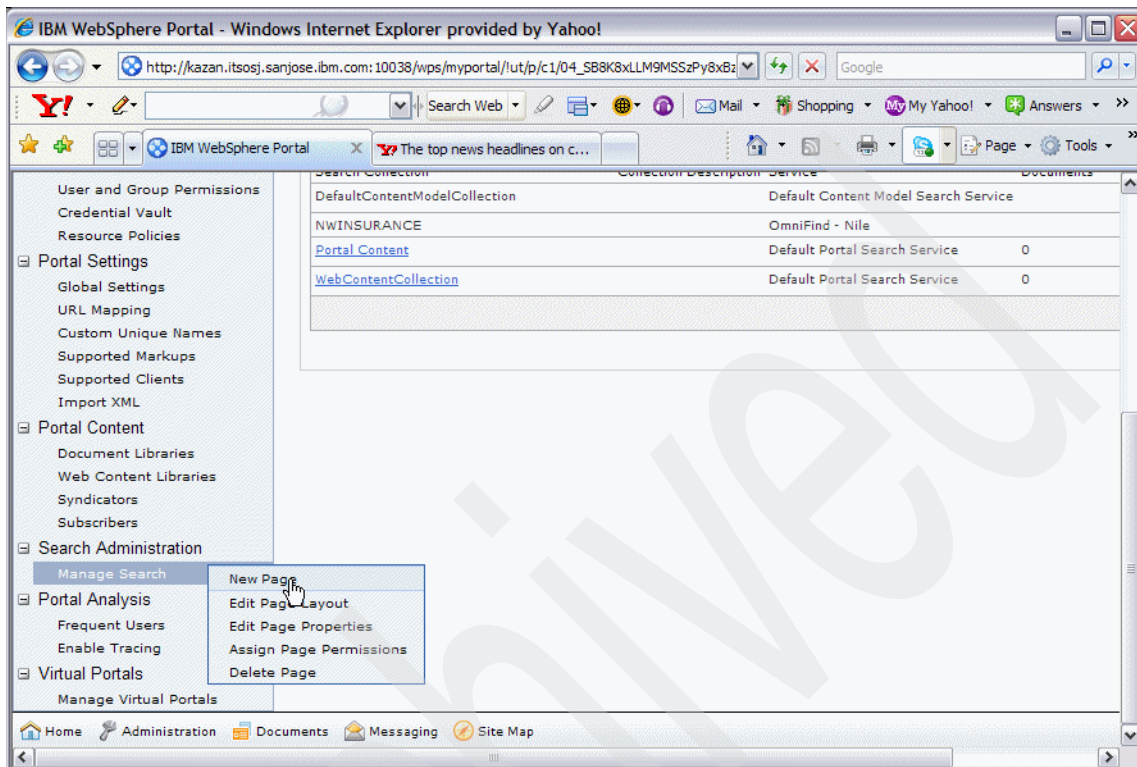 IBM WebSphere Portal - Windows Internet Explorer provided by Yahoo!
http://kazan.itsosj.sanjose.ibm.com:10038/wps/myportal/!ut/p/c1/04_SB8K8xLLM9MSSzPy8xBz
Google
Y! Search Web Mail Shopping My Yahoo! Answers »
IBM WebSphere Portal X The top news headlines on c... Page Tools »
Search Collection Collection Description Service Documents
User and Group Permissions
Credential Vault
Resource Policies
Portal Settings
Global Settings
URL Mapping
Custom Unique Names
Supported Markups
Supported Clients
Import XML
Portal Content
Document Libraries
Web Content Libraries
Syndicators
Subscribers
Search Administration
Manage Search
Portal Analysis
Frequent Users
Enable Tracing
Virtual Portals
Manage Virtual Portals
DefaultContentModelCollection Default Content Model Search Service
NWINSURANCE OmniFind - Nile
Portal Content Default Portal Search Service 0
WebContentCollection Default Portal Search Service 0
New Page
Edit Page Layout
Edit Page Properties
Assign Page Permissions
Delete Page
Home Administration Documents Messaging Site Map